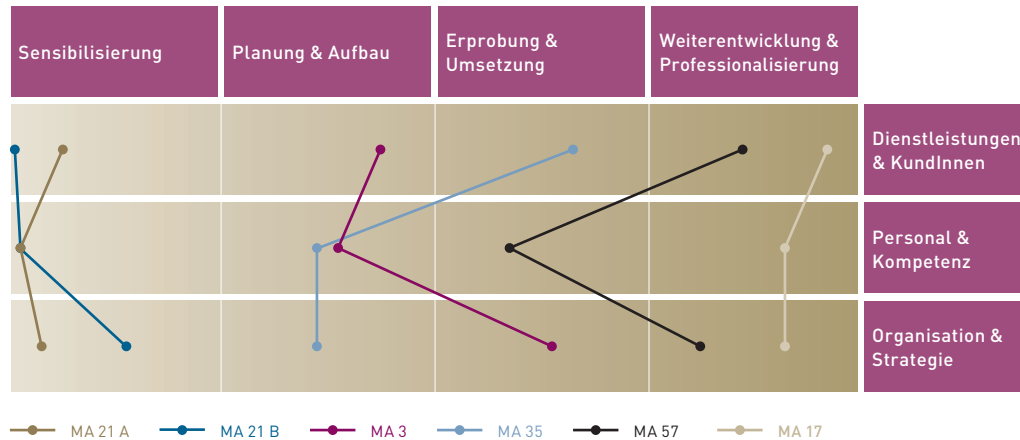 Sensibilisierung
Planung & Aufbau
Erprobung &
Umsetzung
Weiterentwicklung &
Professionalisierung
Dienstleistungen
& KundInnen
Personal &
Kompetenz
Organisation &
Strategie
MA 21 A
MA 21 B
MA 3
MA 35
MA 57
MA 17